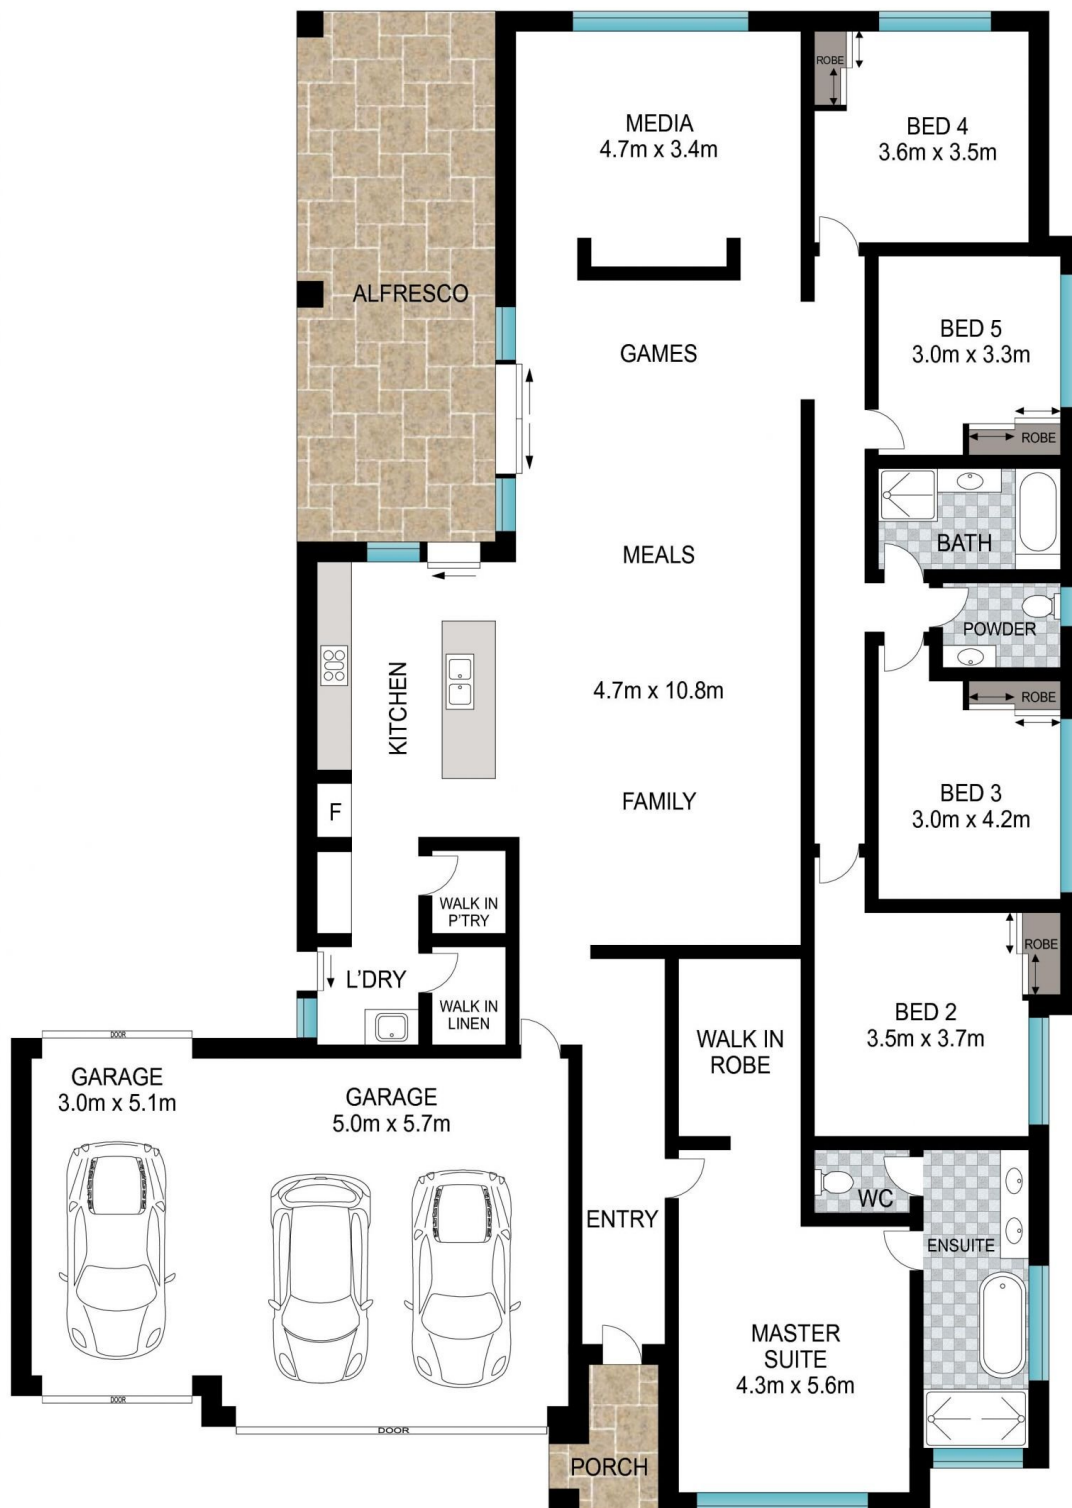 MEDIA
4.7m x 3.4m
ROBE
BED 4
3.6m x 3.5m
ALFRESCO
GAMES
BED 5
3.0m x 3.3m
ROBE
BATH
MEALS
POWDER
4.7m x 10.8m
ROBE
KITCHEN
FAMILY
BED 3
3.0m x 4.2m
F
WALK IN
P'TRY
L'DRY
WALK IN
LINEN
ROBE
BED 2
3.5m x 3.7m
WALK IN
ROBE
DOOR
GARAGE
3.0m x 5.1m
GARAGE
5.0m x 5.7m
WC
ENTRY
ENSUITE
MASTER
SUITE
4.3m x 5.6m
DOOR
DOOR
PORCH